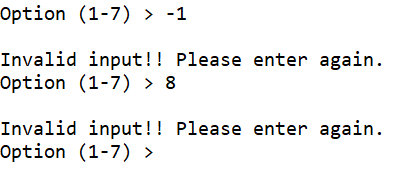 Option (1-7) > -1
Invalid input!! Please enter again.
Option (1-7) > 8
Invalid input!! Please enter again.
Option (1-7) >